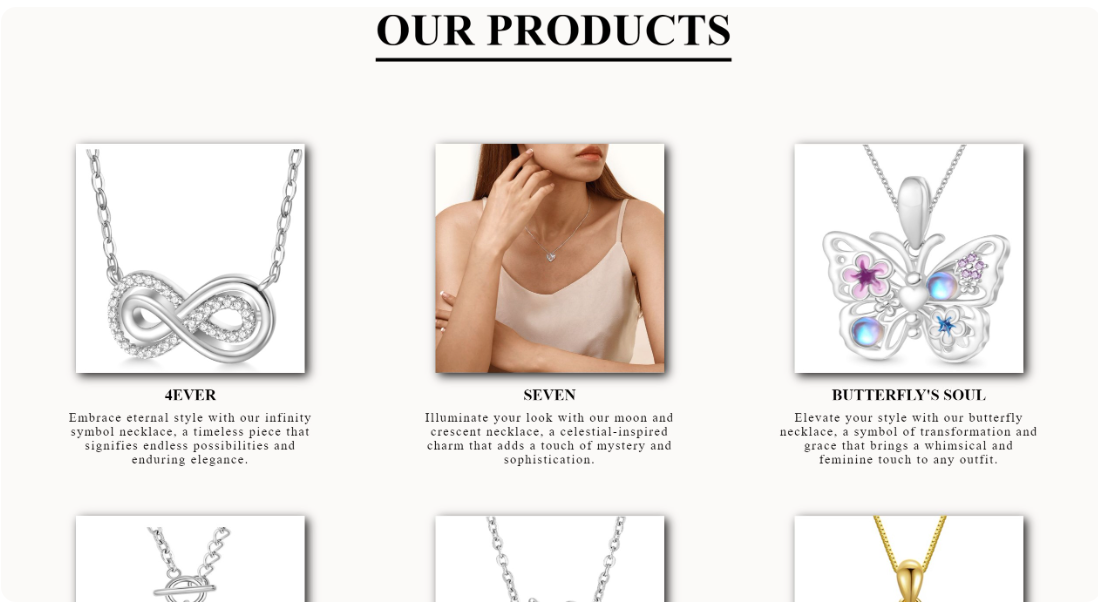 OUR PRODUCTS
4EVER
Embrace eternal style with our infinity
symbol necklace, a timeless piece that
signifies endless possibilities and
enduring elegance.
SEVEN
Illuminate your look with our moon and
crescent necklace, a celestial-inspired
charm that adds a touch of mystery and
sophistication.
BUTTERFLY'S SOUL
Elevate your style with our butterfly
necklace, a symbol of transformation and
grace that brings a whimsical and
feminine touch to any outfit.